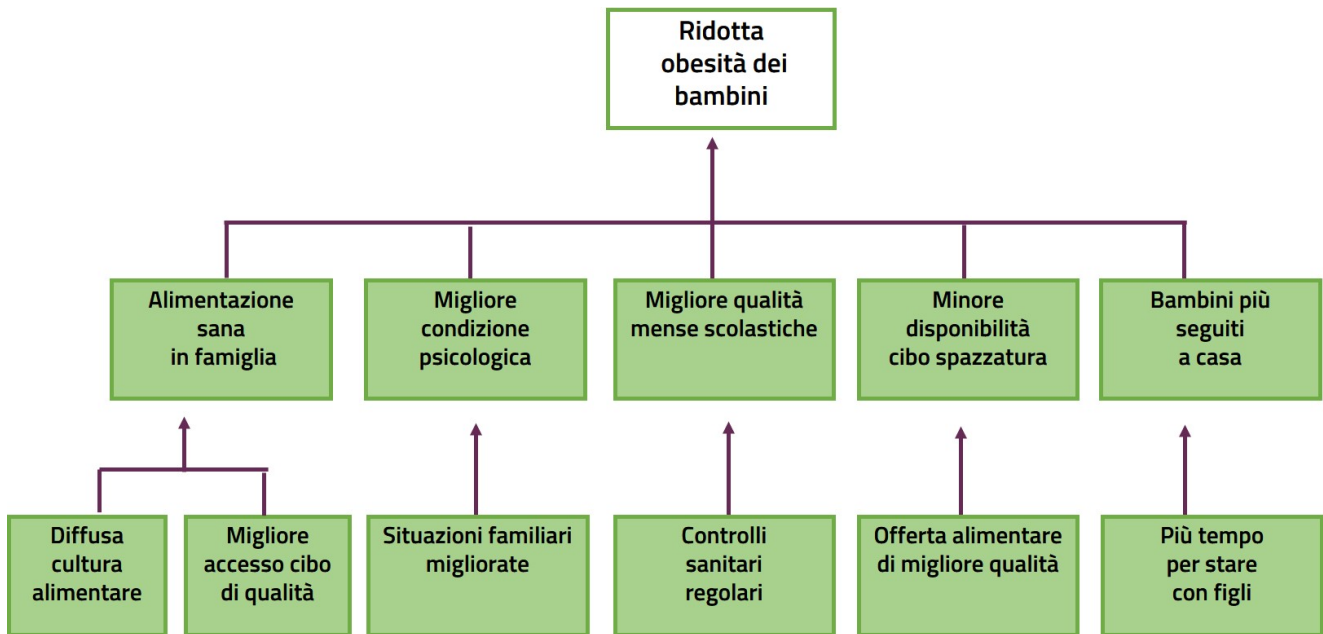 Ridotta
obesità dei
bambini
Alimentazione
sana
in famiglia
Migliore
condizione
psicologica
Migliore qualità
mense scolastiche
Minore
disponibilità
cibo spazzatura
Bambini più
seguiti
a casa
Diffusa
cultura
alimentare
Migliore
accesso cibo
di qualità
Situazioni familiari
migliorate
Controlli
sanitari
regolari
Offerta alimentare
di migliore qualità
Più tempo
per stare
con figli